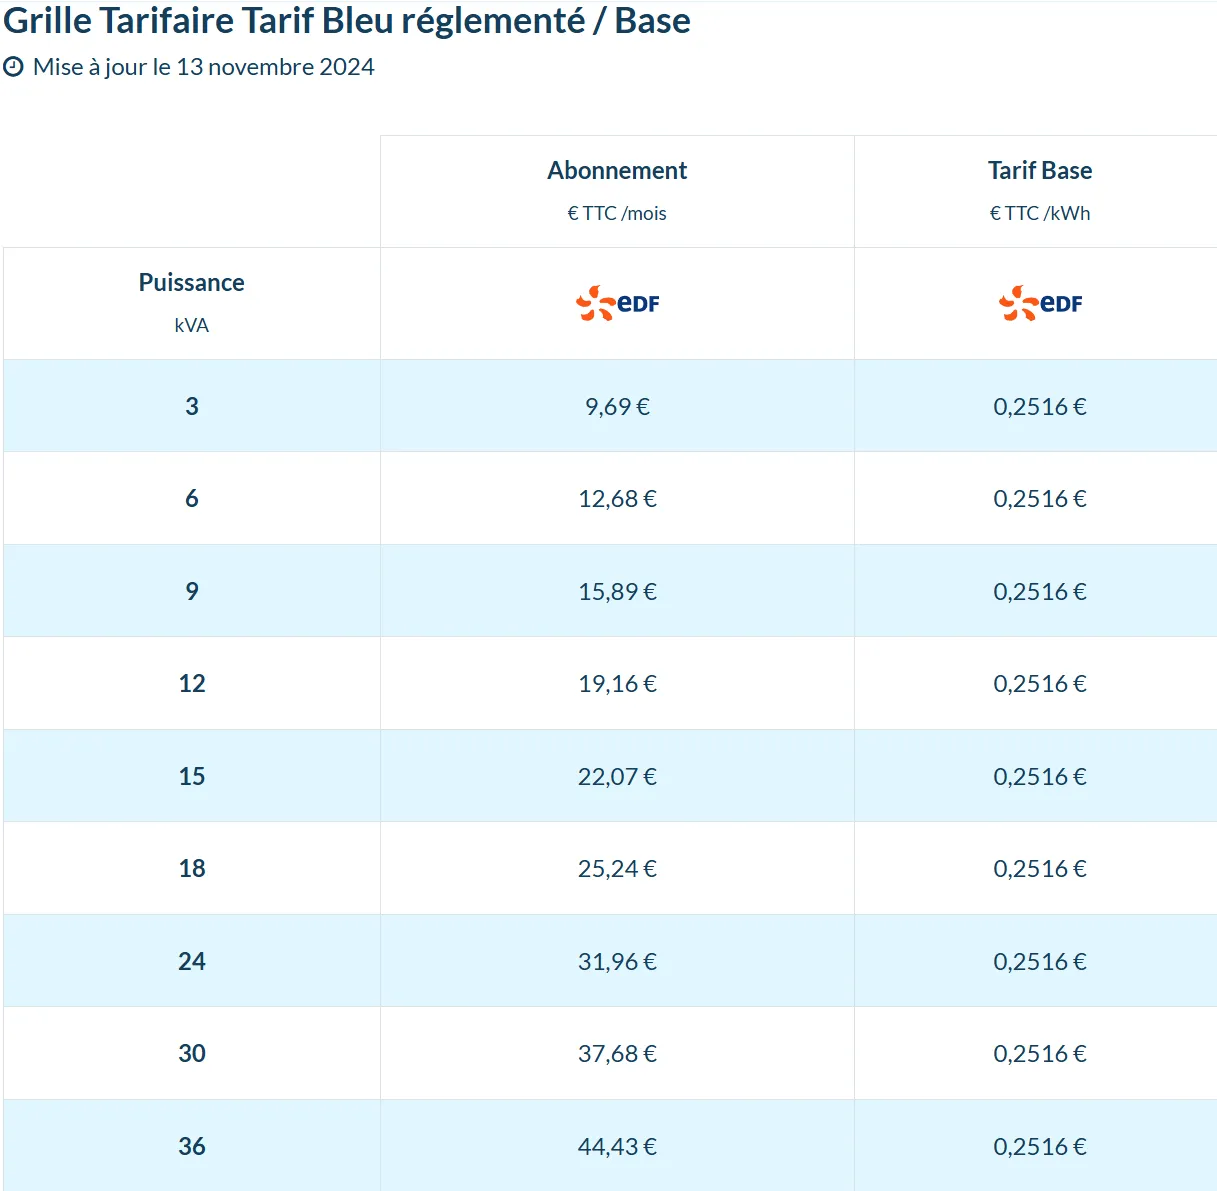 Grille Tarifaire Tarif Bleu réglementé / Base
Mise à jour le 13 novembre 2024
Abonnement Tarif Base
€ TTC /mois € TTC /kWh
Puissance
kVA
eDF eDF
3 9,69 € 0,2516 €
6 12,68 € 0,2516 €
9 15,89 € 0,2516 €
12 19,16 € 0,2516 €
15 22,07 € 0,2516 €
18 25,24 € 0,2516 €
24 31,96 € 0,2516 €
30 37,68 € 0,2516 €
36 44,43 € 0,2516 €